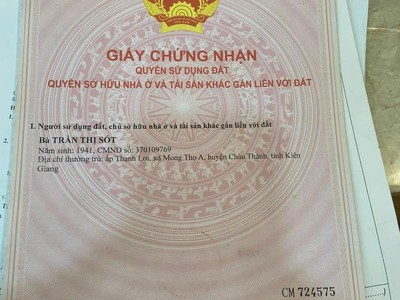 GIẤY CHỨNG NHẬN
QUYỀN SỬ DỤNG ĐẤT
QUYỀN SỞ HỮU NHÀ Ở VÀ TÀI SẢN KHÁC GẮN LIỀN VỚI ĐẤT
I. Người sử dụng đất, chủ sở hữu nhà ở và tài sản khác gắn liền với đất
Bà TRẦN THỊ SỐT
Năm sinh: 1941, CMND số: 370109769
Địa chỉ thường trú: ấp Thạnh Lợi, xã Mong Thọ A, huyện Châu Thành, tỉnh Kiên
Giang
CM 724575